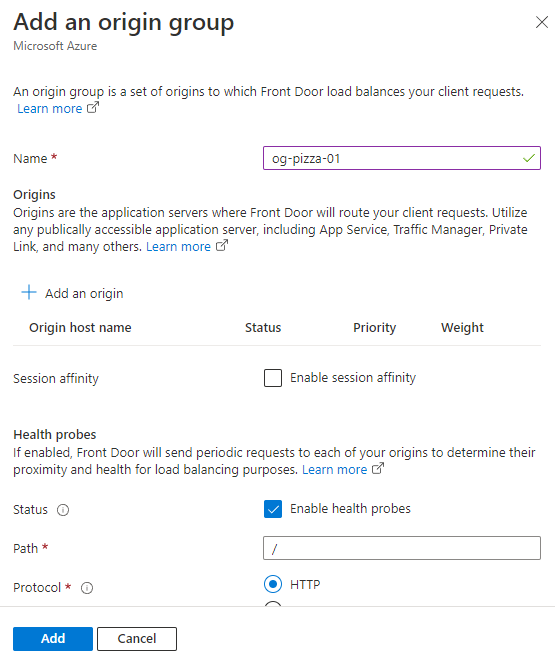 Add an origin group
Microsoft Azure
An origin group is a set of origins to which Front Door load balances your client requests.
Learn more
Name *
og-pizza-01
Origins
Origins are the application servers where Front Door will route your client requests. Utilize
any publically accessible application server, including App Service, Traffic Manager, Private
Link, and many others. Learn more
Add an origin
Origin host name Status Priority Weight
Session affinity
Enable session affinity
Health probes
If enabled, Front Door will send periodic requests to each of your origins to determine their
proximity and health for load balancing purposes. Learn more
Status
Enable health probes
Path *
/
Protocol *
HTTP
Add
Cancel